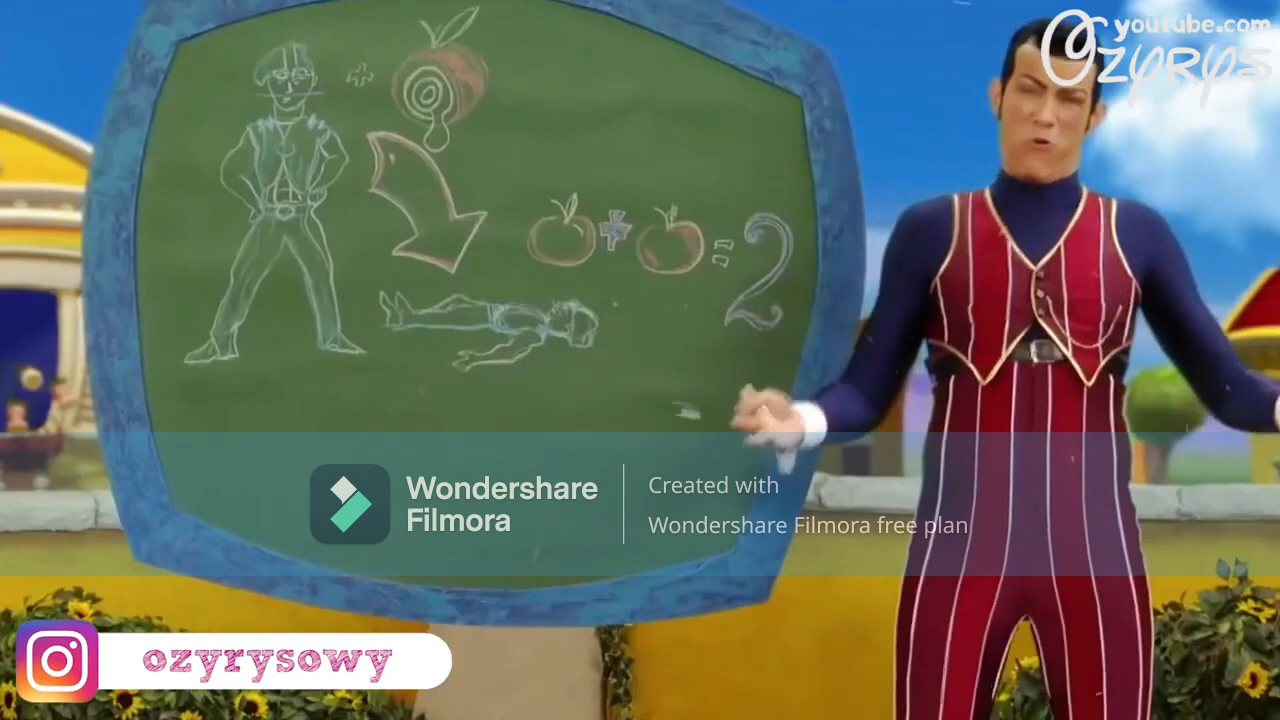 youtube.com
Ozyrys
+
+ = 2
Wondershare
Filmora
Created with
Wondershare Filmora free plan
ozyrysowy